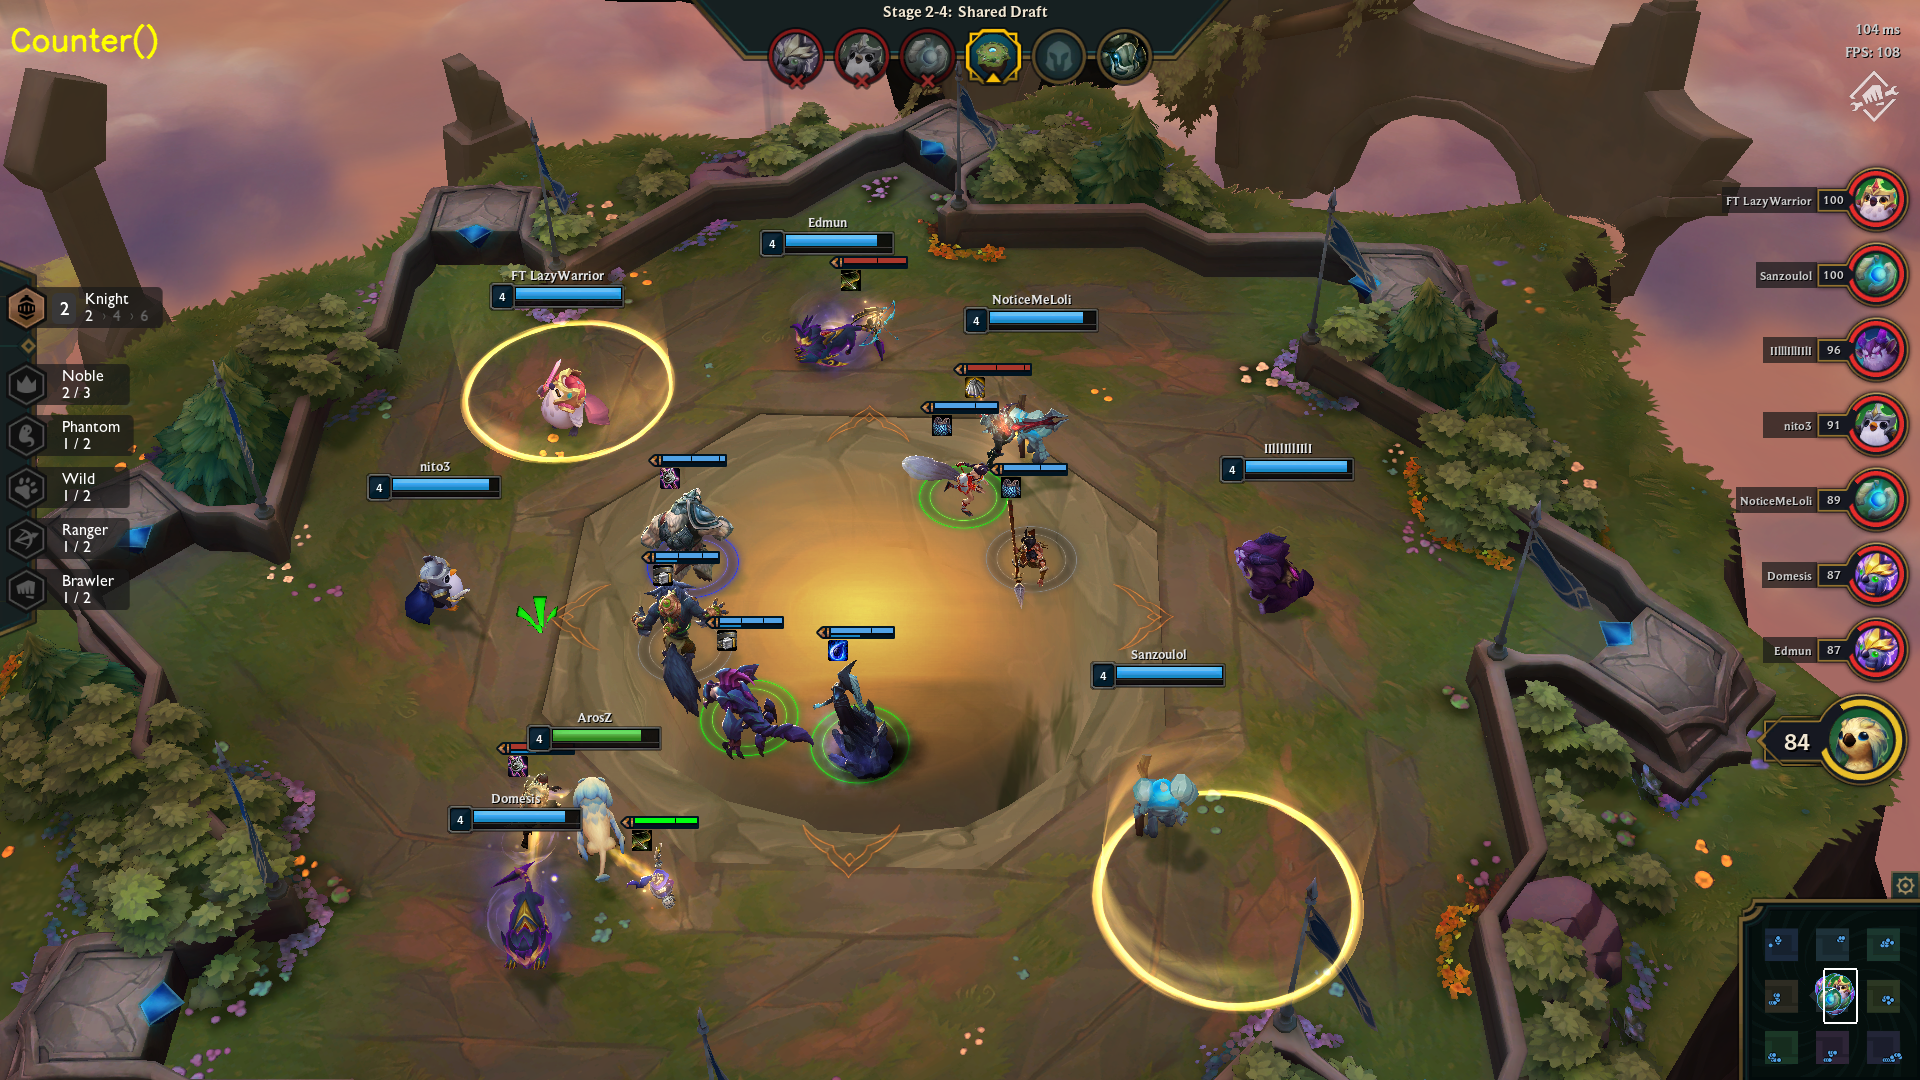 Stage 2-4: Shared Draft
Counter()
104 ms
FPS: 108
FT LazyWarrior 100
Sanzoulol 100
IIIIIIIIIIII 96
nito3 91
NoticeMeLoli 89
Domesis 87
Edmun 87
84
2 Knight
2 › 4 › 6
Noble
2 / 3
Phantom
1 / 2
Wild
1 / 2
Ranger
1 / 2
Brawler
1 / 2
Edmun
4
FT LazyWarrior
4
NoticeMeLoli
4
IIIIIIIIIIII
4
nito3
4
Sanzoulol
4
ArosZ
4
Domesis
4